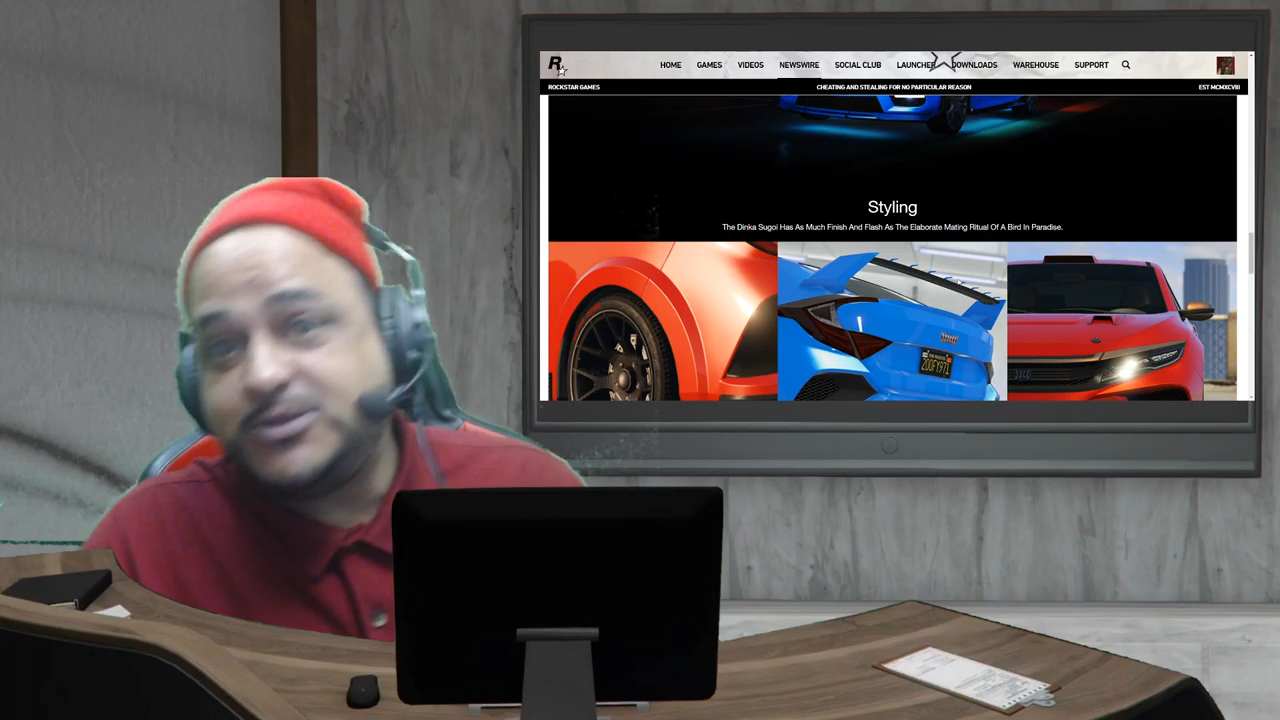 R
HOME GAMES VIDEOS NEWSWIRE SOCIAL CLUB LAUNCHER DOWNLOADS WAREHOUSE SUPPORT
ROCKSTAR GAMES CHEATING AND STEALING FOR NO PARTICULAR REASON EST MCMXCVIII
Styling
The Dinka Sugoi Has As Much Finish And Flash As The Elaborate Mating Ritual Of A Bird In Paradise.
200FY971